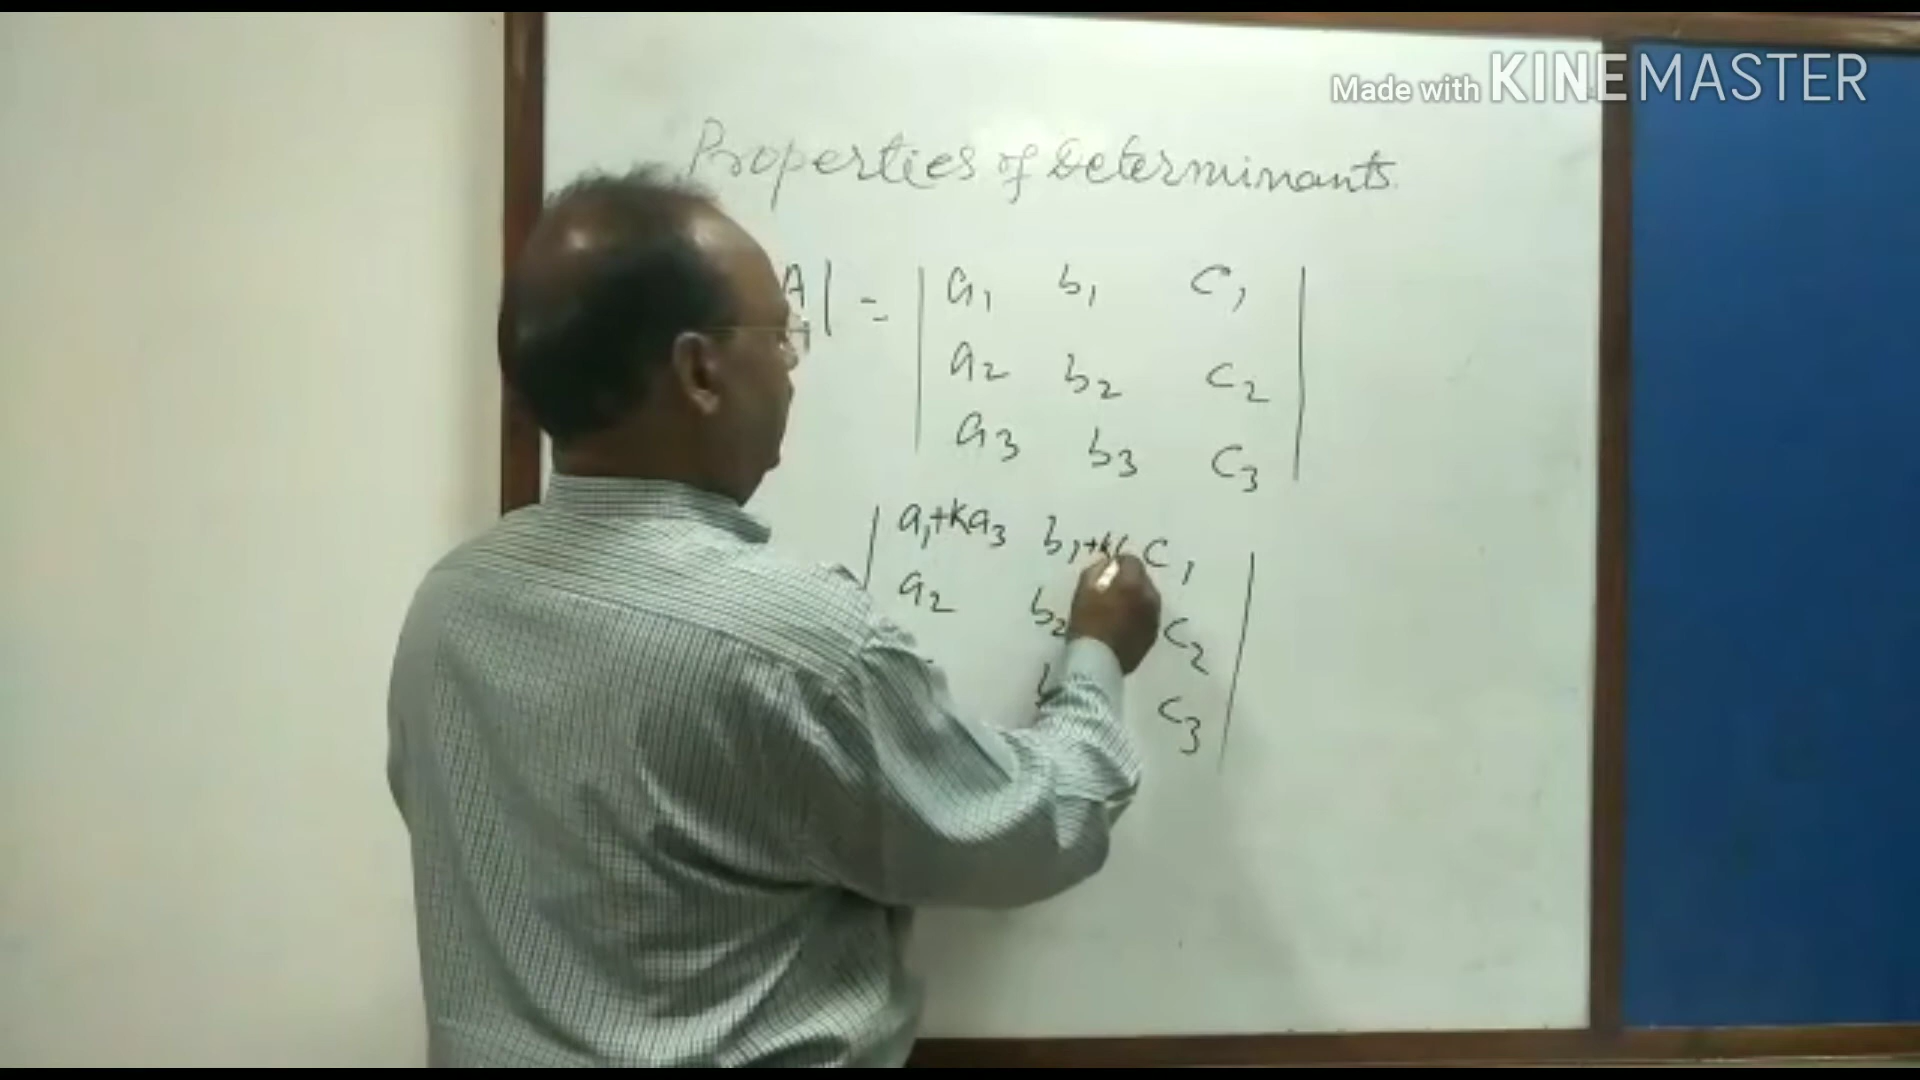 Made with KINEMASTER
Properties of Determinants
A| = | a₁ b₁ c₁ |
a₂ b₂ c₂
a₃ b₃ c₃
| a₁+ka₃ b₁+k c₁ |
a₂ b₂ c₂
c₃